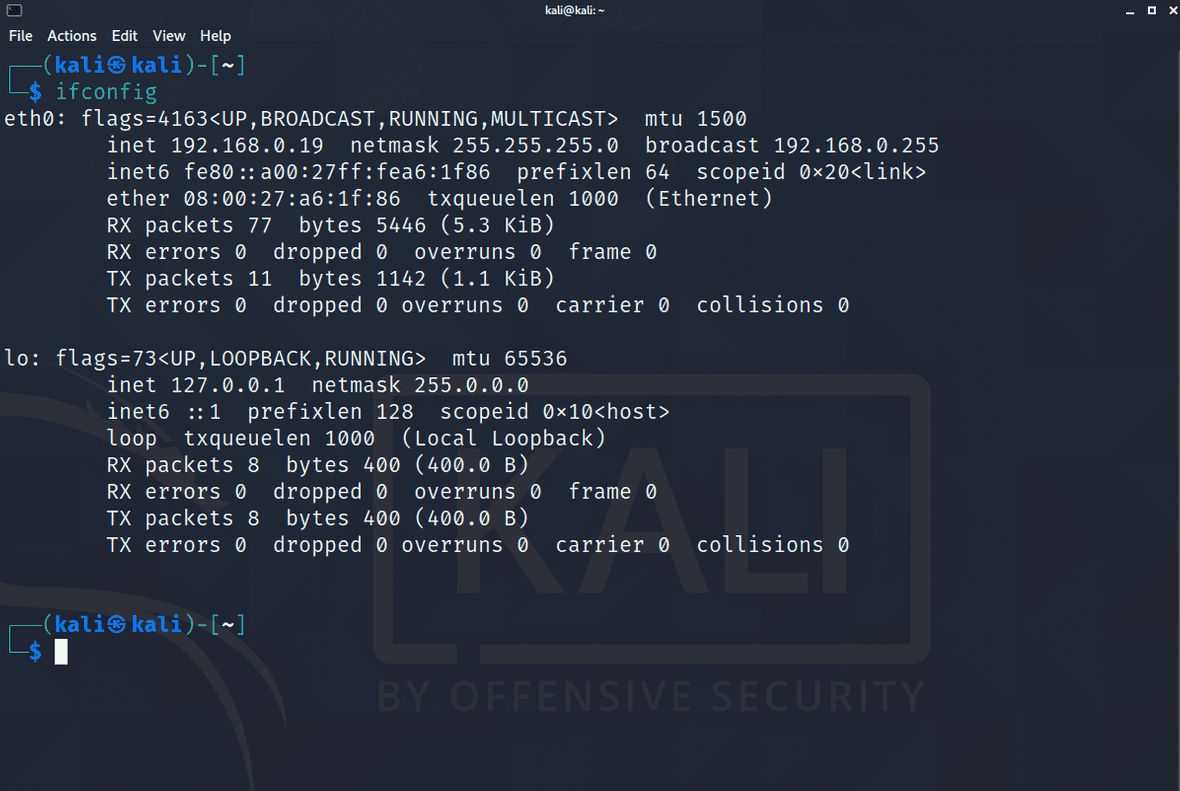 kali@kali: ~
File Actions Edit View Help
┌──(kali㉿kali)-[~]
└─$ ifconfig
eth0: flags=4163<UP,BROADCAST,RUNNING,MULTICAST>  mtu 1500
        inet 192.168.0.19  netmask 255.255.255.0  broadcast 192.168.0.255
        inet6 fe80::a00:27ff:fea6:1f86  prefixlen 64  scopeid 0×20<link>
        ether 08:00:27:a6:1f:86  txqueuelen 1000  (Ethernet)
        RX packets 77  bytes 5446 (5.3 KiB)
        RX errors 0  dropped 0  overruns 0  frame 0
        TX packets 11  bytes 1142 (1.1 KiB)
        TX errors 0  dropped 0 overruns 0  carrier 0  collisions 0

lo: flags=73<UP,LOOPBACK,RUNNING>  mtu 65536
        inet 127.0.0.1  netmask 255.0.0.0
        inet6 ::1  prefixlen 128  scopeid 0×10<host>
        loop  txqueuelen 1000  (Local Loopback)
        RX packets 8  bytes 400 (400.0 B)
        RX errors 0  dropped 0  overruns 0  frame 0
        TX packets 8  bytes 400 (400.0 B)
        TX errors 0  dropped 0 overruns 0  carrier 0  collisions 0

┌──(kali㉿kali)-[~]
└─$
KALI
BY OFFENSIVE SECURITY